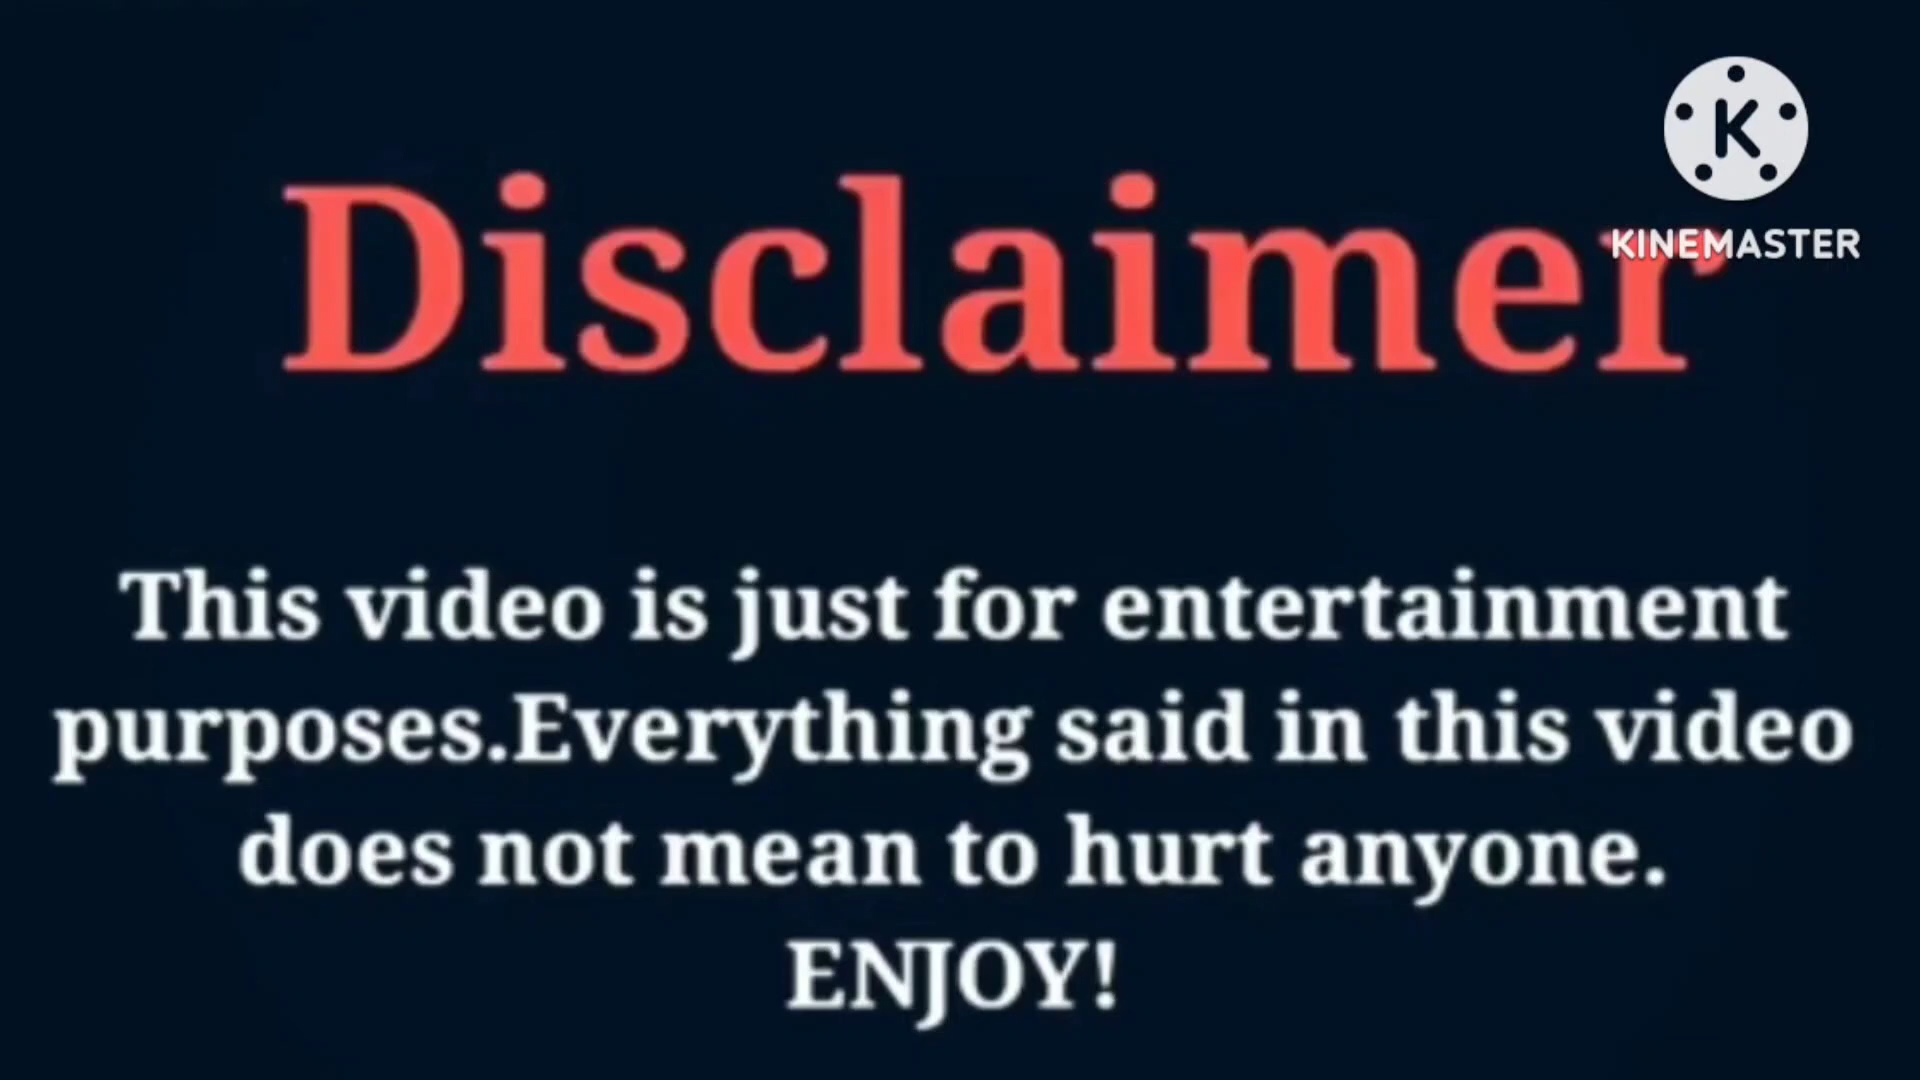 K
KINEMASTER
Disclaimer
This video is just for entertainment
purposes.Everything said in this video
does not mean to hurt anyone.
ENJOY!